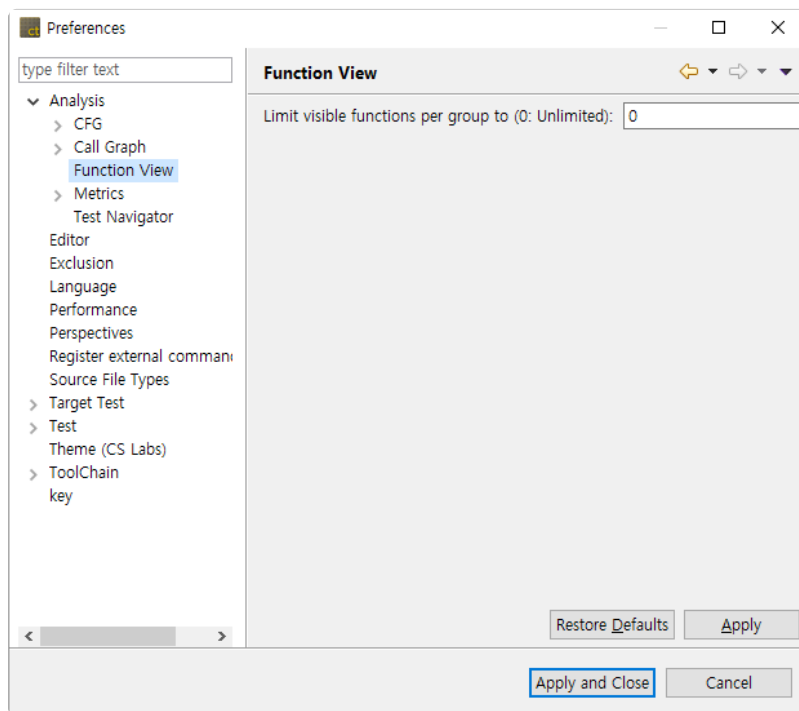 ct Preferences
type filter text
Function View
Analysis
CFG
Call Graph
Function View
Metrics
Test Navigator
Editor
Exclusion
Language
Performance
Perspectives
Register external comman
Source File Types
Target Test
Test
Theme (CS Labs)
ToolChain
key
Limit visible functions per group to (0: Unlimited): 0
Restore Defaults Apply
Apply and Close Cancel